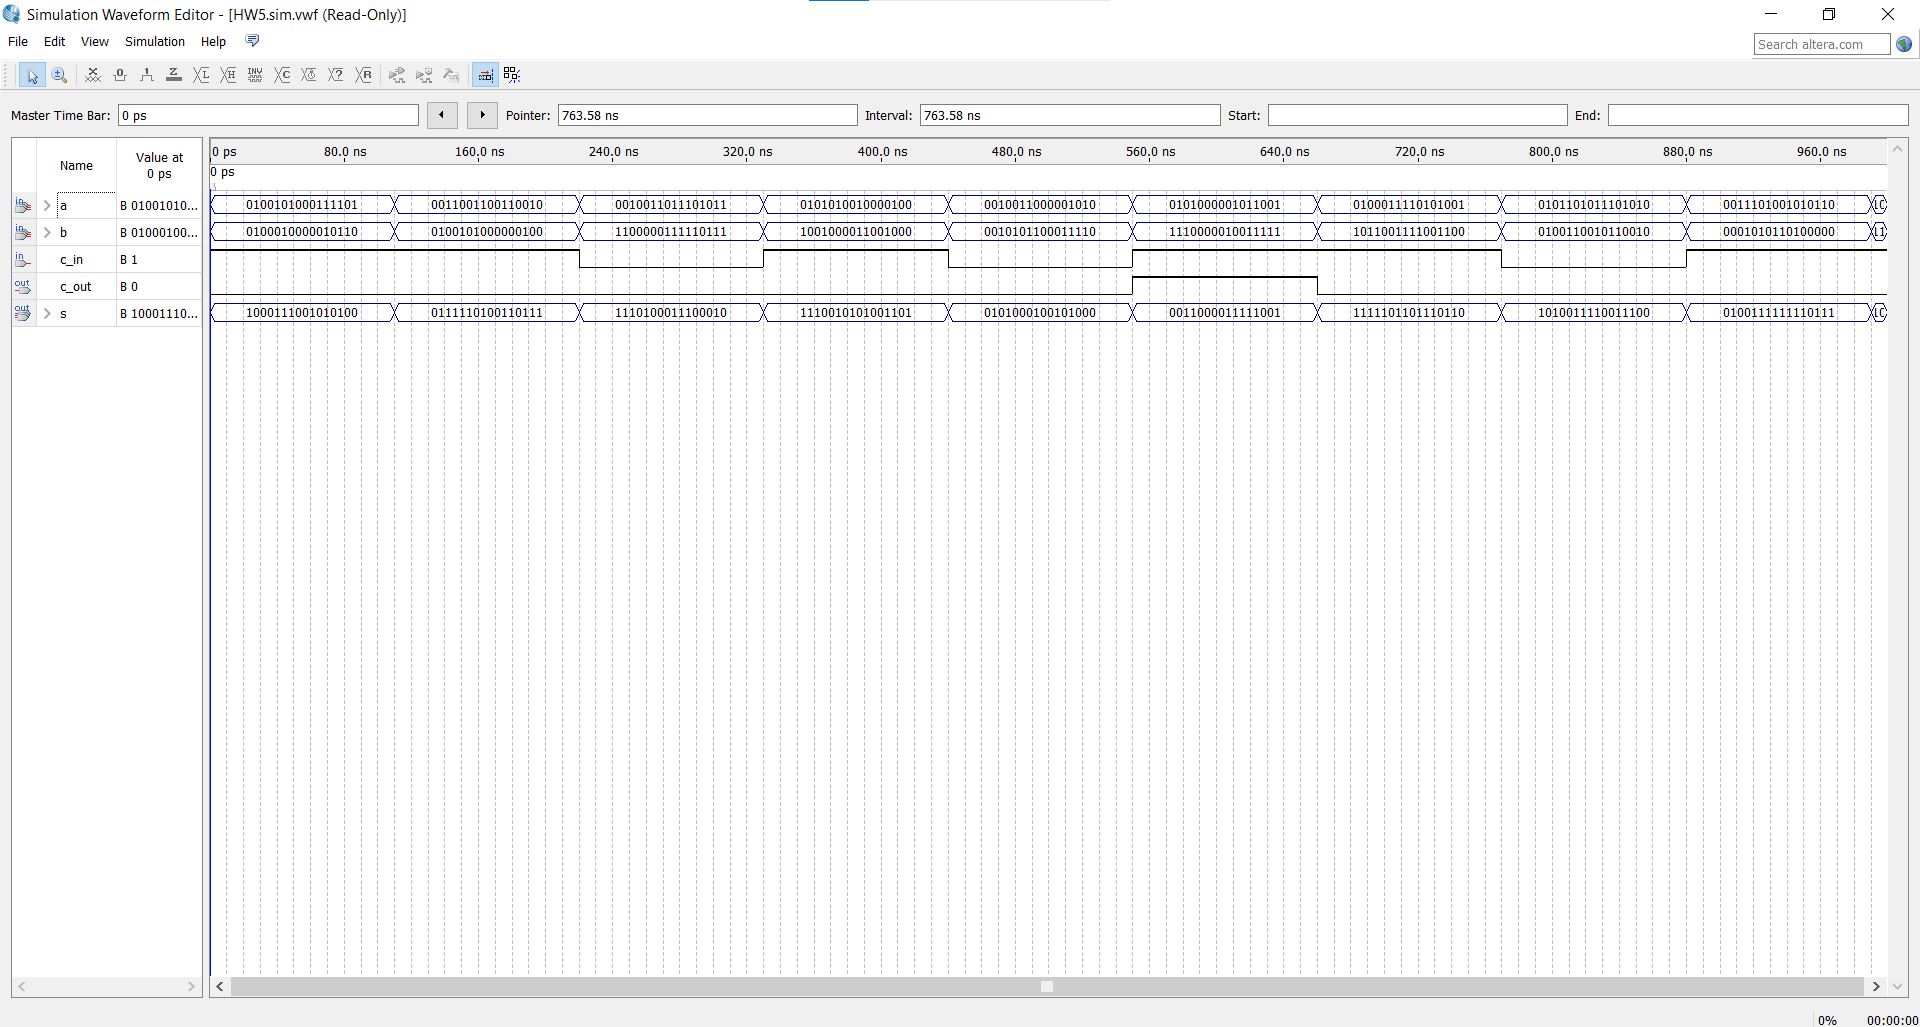 Simulation Waveform Editor - [HW5.sim.vwf (Read-Only)]
File Edit View Simulation Help
Search altera.com
Master Time Bar: 0 ps Pointer: 763.58 ns Interval: 763.58 ns Start: End:
Name Value at 0 ps
0 ps 80.0 ns 160.0 ns 240.0 ns 320.0 ns 400.0 ns 480.0 ns 560.0 ns 640.0 ns 720.0 ns 800.0 ns 880.0 ns 960.0 ns
0 ps
in a B 01001010... 0100101000111101 0011001100110010 0010011011101011 0101010010000100 0010011000001010 0101000001011001 0100011110101001 0101101011101010 0011101001010110
in b B 01000100... 0100010000010110 0100101000000100 1100000111110111 1001000011001000 0010101100011110 1110000010011111 1011001111001100 0100110010110010 0001010110100000
in c_in B 1
out c_out B 0
out s B 10001110... 1000111001010100 0111110100110111 1110100011100010 1110010101001101 0101000100101000 0011000011111001 1111101101110110 1010011110011100 0100111111110111
0% 00:00:00